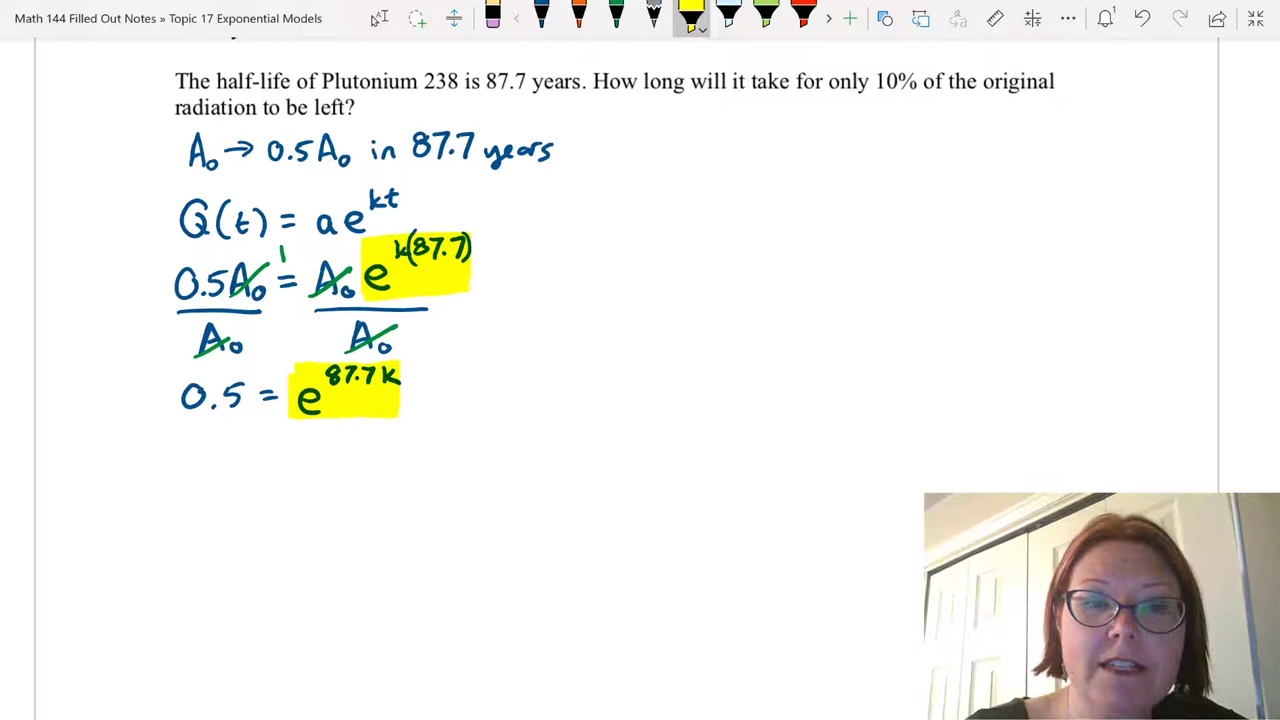 Math 144 Filled Out Notes » Topic 17 Exponential Models
The half-life of Plutonium 238 is 87.7 years. How long will it take for only 10% of the original
radiation to be left?
A₀ → 0.5A₀ in 87.7 years
Q(t) = ae^kt
0.5A₀ = A₀ e^k(87.7)
1
A₀ A₀
0.5 = e^87.7k